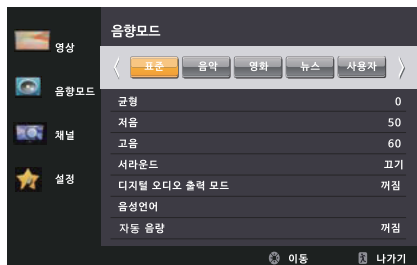 영상
음향모드
채널
설정
음향모드
표준 음악 영화 뉴스 사용자
균형 0
저음 50
고음 60
서라운드 끄기
디지털 오디오 출력 모드 꺼짐
음성언어
자동 음량 꺼짐
이동 나가기